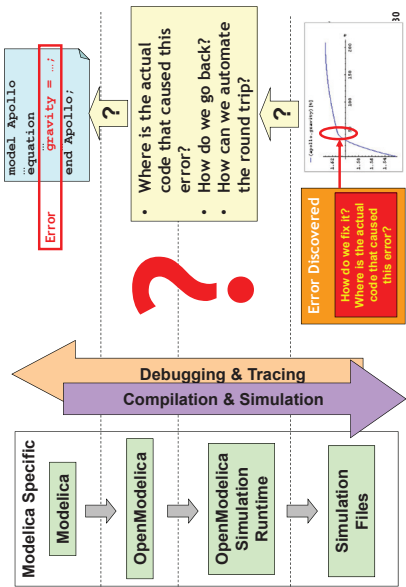 Modelica Specific
Modelica
OpenModelica
OpenModelica
Simulation
Runtime
Simulation
Files
Debugging & Tracing
Compilation & Simulation
?
Error Discovered
How do we fix it?
Where is the actual
code that caused
this error?
Error
model Apollo
…
equation
…
gravity = …;
end Apollo;
?
• Where is the actual
code that caused this
error?
• How do we go back?
• How can we automate
the round trip?
?
(apollo.gravity)[N]
200
30